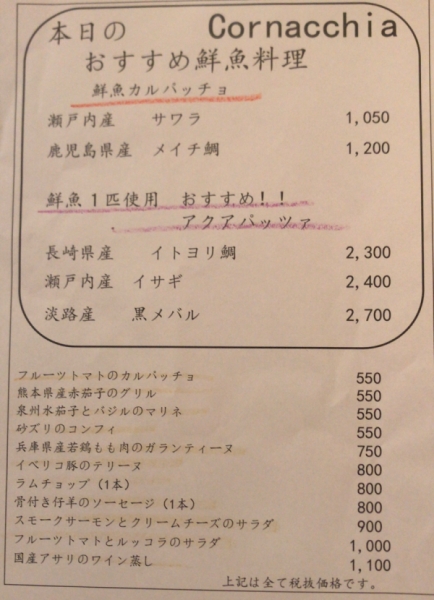 本日の Cornacchia
おすすめ鮮魚料理
鮮魚カルパッチョ
瀬戸内産 サワラ 1,050
鹿児島県産 メイチ鯛 1,200
鮮魚1匹使用 おすすめ!!
アクアパッツァ
長崎県産 イトヨリ鯛 2,300
瀬戸内産 イサギ 2,400
淡路産 黒メバル 2,700
フルーツトマトのカルパッチョ 550
熊本県産赤茄子のグリル 550
泉州水茄子とバジルのマリネ 550
砂ズリのコンフィ 550
兵庫県産若鶏もも肉のガランティーヌ 750
イベリコ豚のテリーヌ 800
ラムチョップ(1本) 800
骨付き仔羊のソーセージ(1本) 800
スモークサーモンとクリームチーズのサラダ 900
フルーツトマトとルッコラのサラダ 1,000
国産アサリのワイン蒸し 1,100
上記は全て税抜価格です。